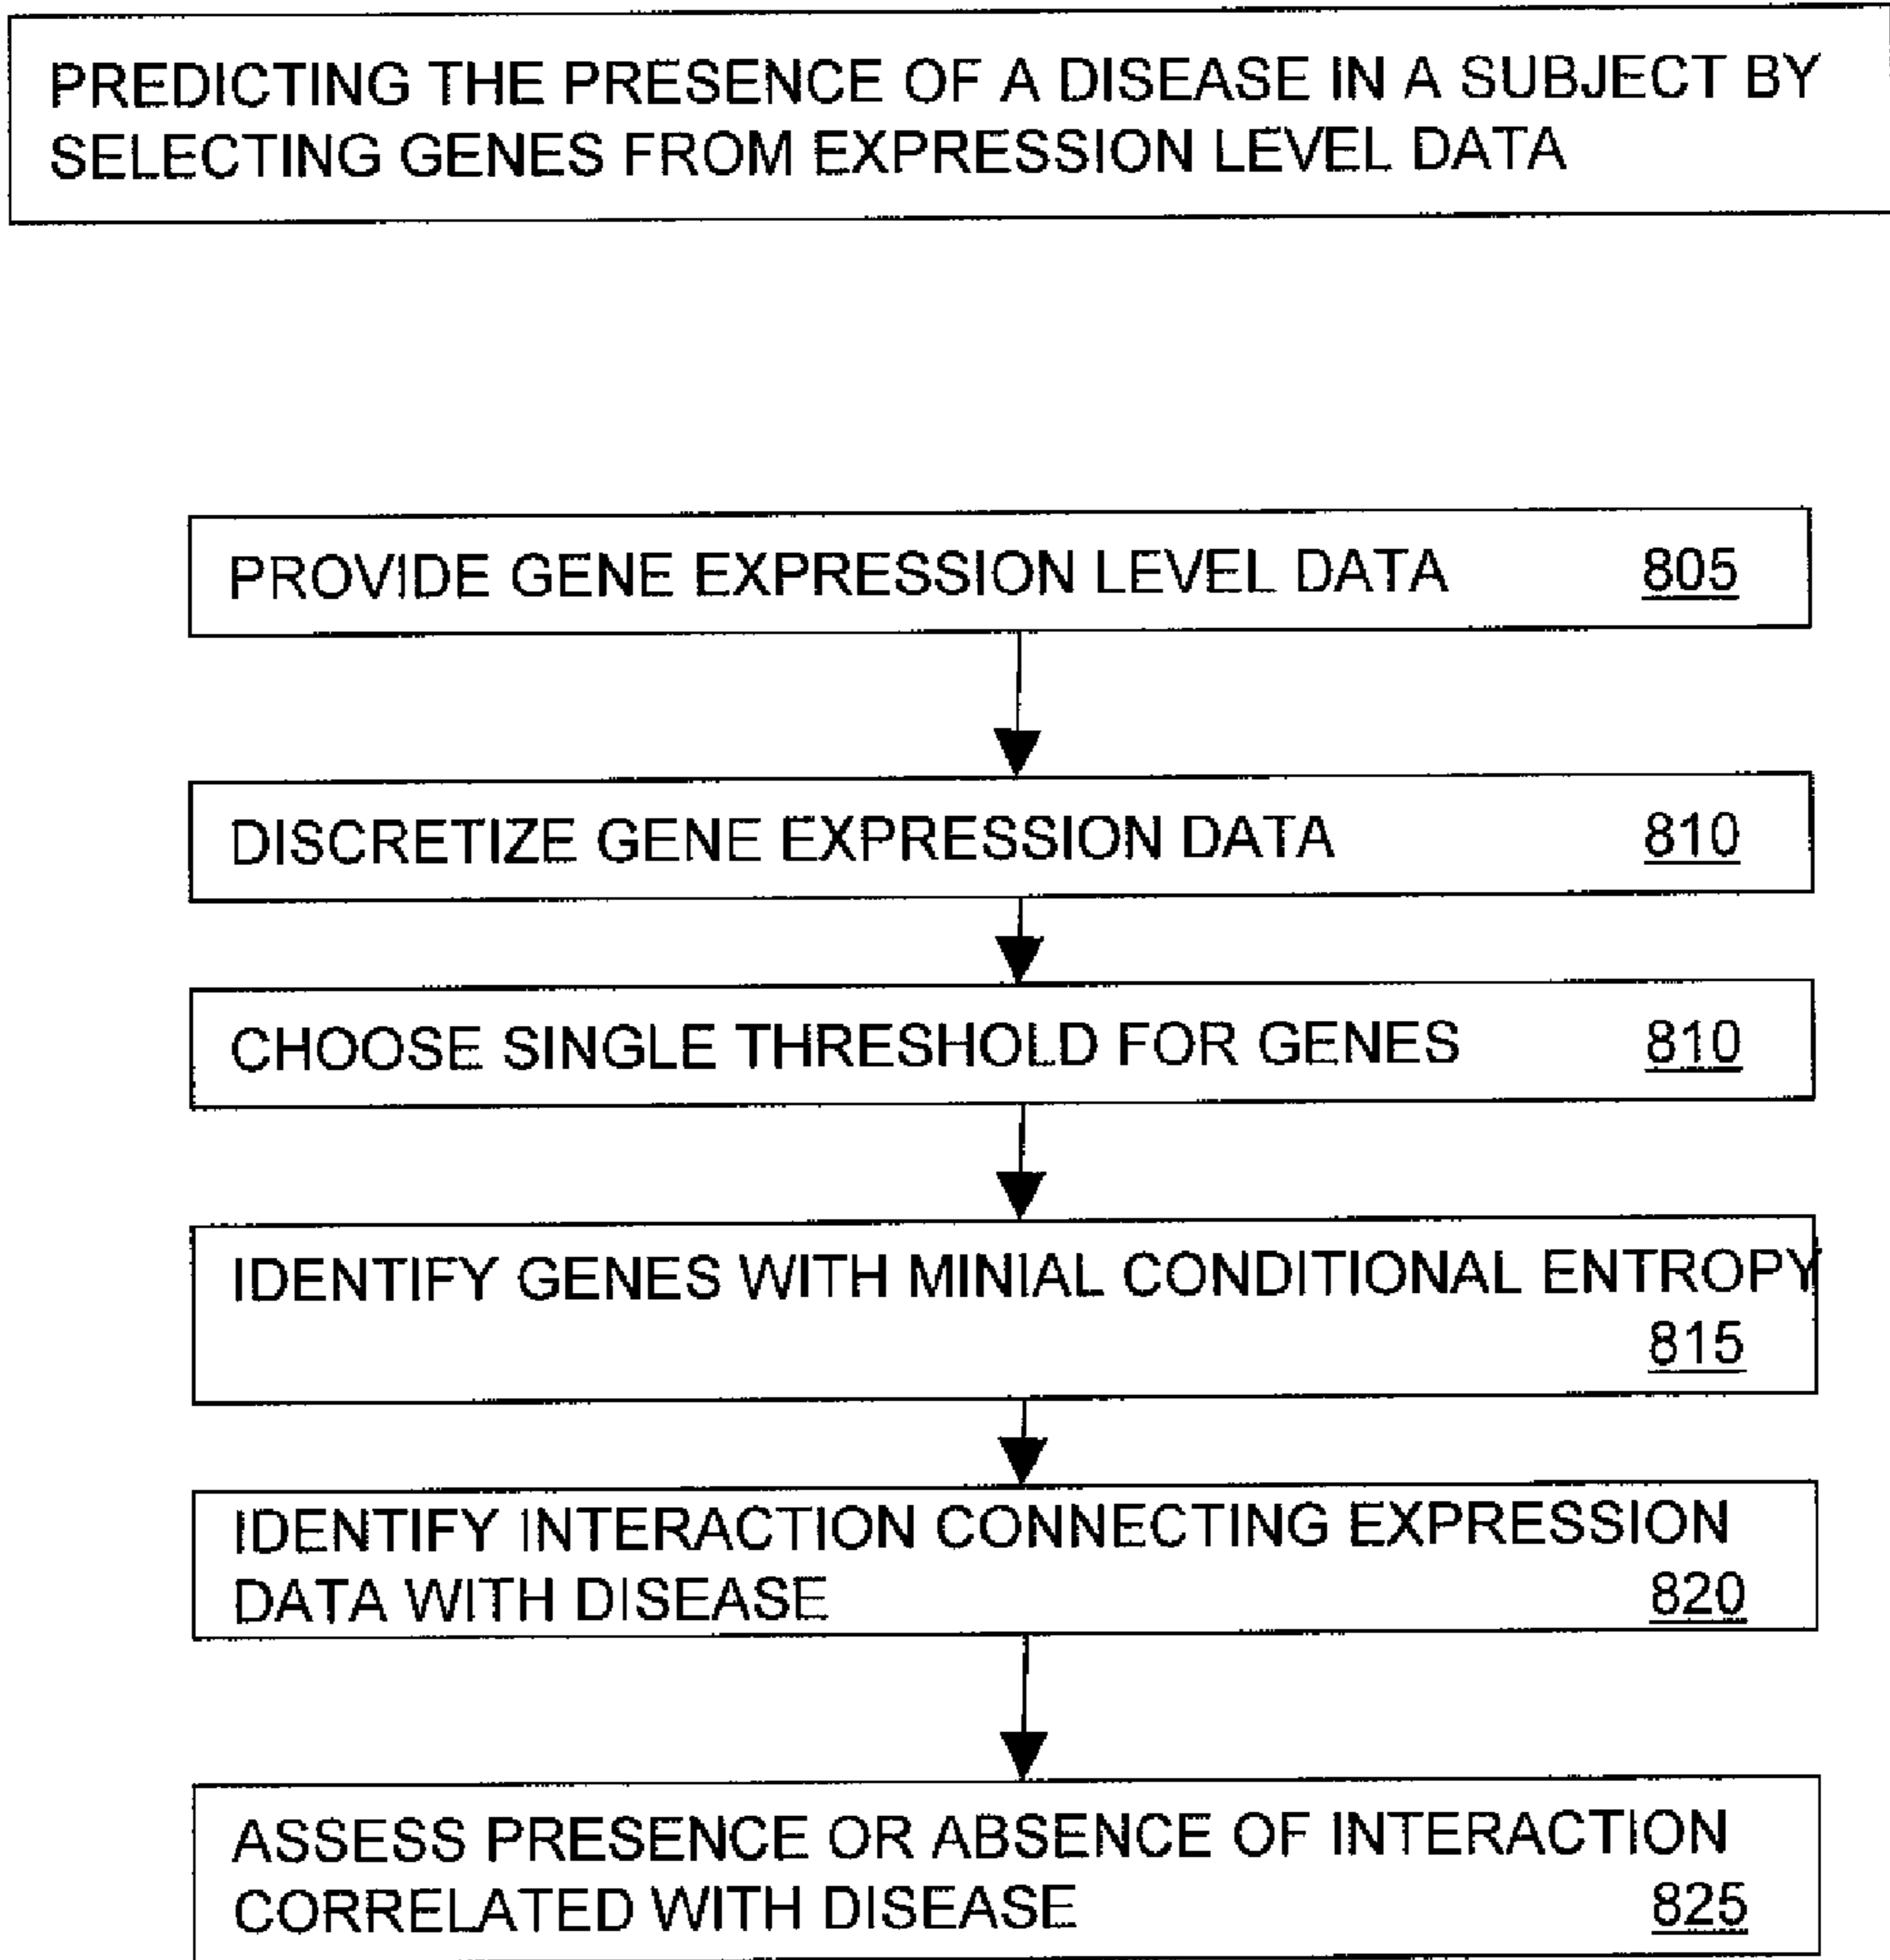 PREDICTING THE PRESENCE OF A DISEASE IN A SUBJECT BY
SELECTING GENES FROM EXPRESSION LEVEL DATA
PROVIDE GENE EXPRESSION LEVEL DATA 805
DISCRETIZE GENE EXPRESSION DATA 810
CHOOSE SINGLE THRESHOLD FOR GENES 810
IDENTIFY GENES WITH MINIAL CONDITIONAL ENTROPY
815
IDENTIFY INTERACTION CONNECTING EXPRESSION
DATA WITH DISEASE 820
ASSESS PRESENCE OR ABSENCE OF INTERACTION
CORRELATED WITH DISEASE 825